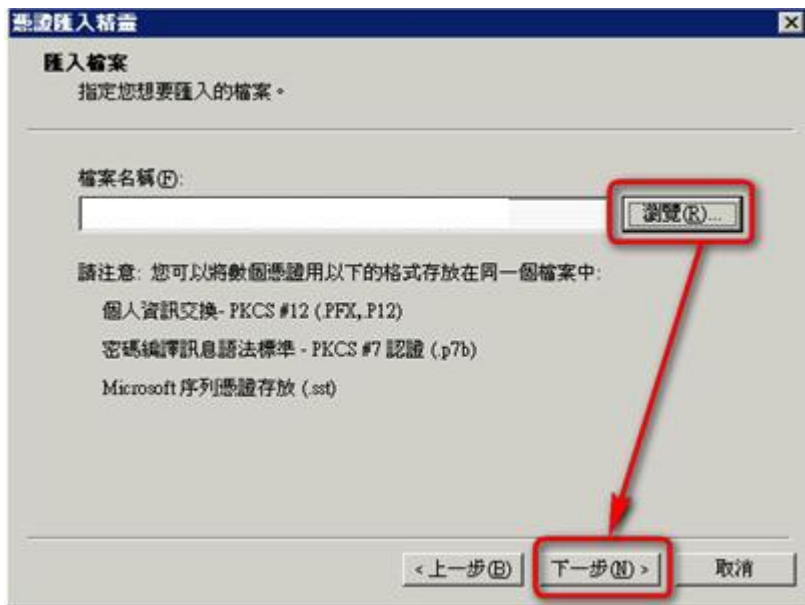 憑證匯入精靈
匯入檔案
指定您想要匯入的檔案。
檔案名稱(F):
瀏覽(R)...
請注意: 您可以將數個憑證用以下的格式存放在同一個檔案中:
個人資訊交換- PKCS #12 (.PFX,.P12)
密碼編譯訊息語法標準 - PKCS #7 認證 (.p7b)
Microsoft 序列憑證存放 (.sst)
< 上一步(B) 下一步(N) > 取消